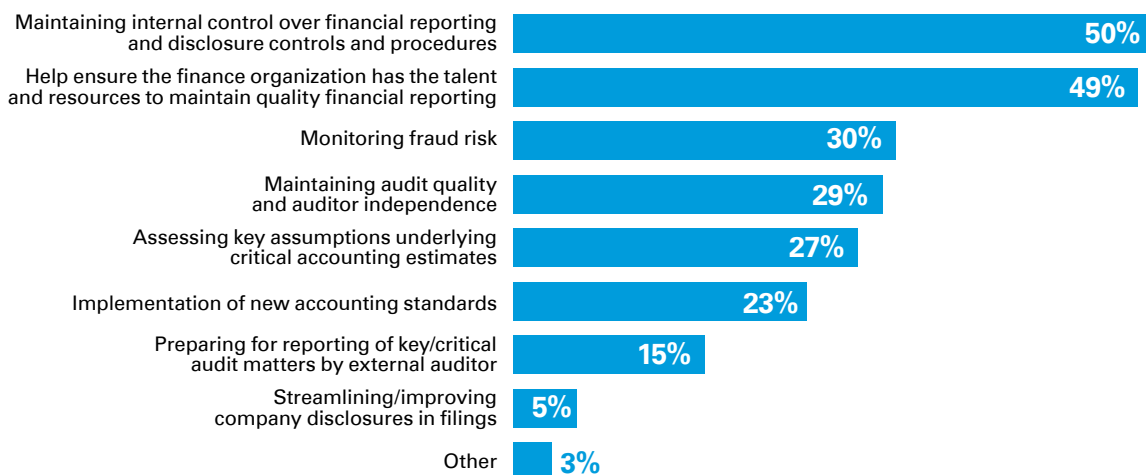 Maintaining internal control over financial reporting
and disclosure controls and procedures
50%
Help ensure the finance organization has the talent
and resources to maintain quality financial reporting
49%
Monitoring fraud risk
30%
Maintaining audit quality
and auditor independence
29%
Assessing key assumptions underlying
critical accounting estimates
27%
Implementation of new accounting standards
23%
Preparing for reporting of key/critical
audit matters by external auditor
15%
Streamlining/improving
company disclosures in filings
5%
Other
3%